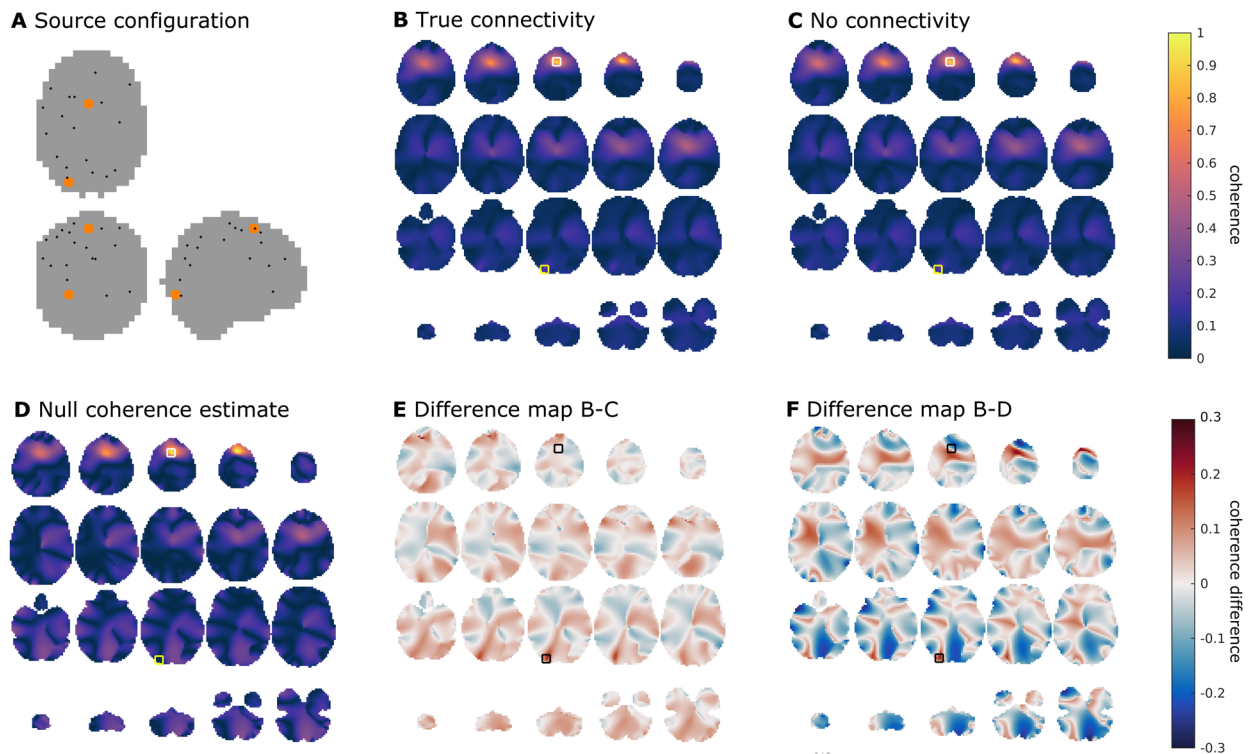 A Source configuration
B True connectivity
C No connectivity
1
0.9
0.8
0.7
0.6
0.5
0.4
0.3
0.2
0.1
0
coherence
D Null coherence estimate
E Difference map B-C
F Difference map B-D
0.3
0.2
0.1
0
-0.1
-0.2
-0.3
coherence difference